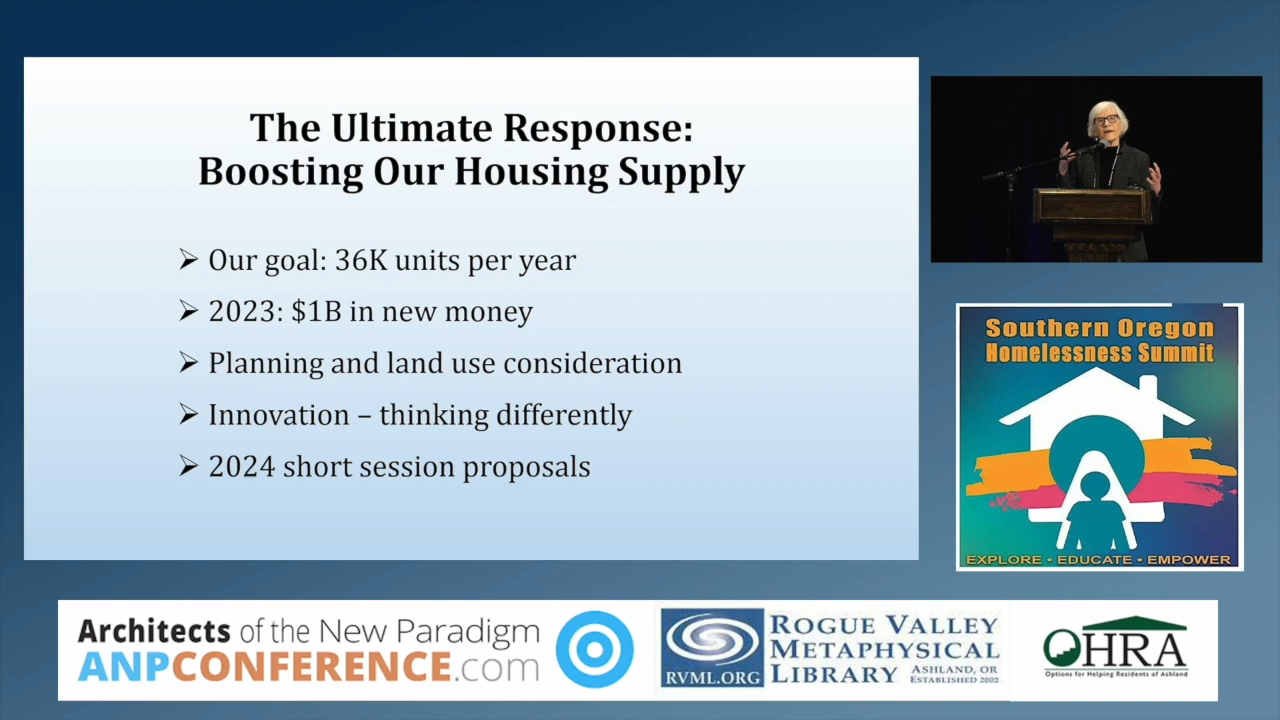 The Ultimate Response:
Boosting Our Housing Supply
Our goal: 36K units per year
2023: $1B in new money
Planning and land use consideration
Innovation – thinking differently
2024 short session proposals
Southern Oregon
Homelessness Summit
EXPLORE • EDUCATE • EMPOWER
Architects of the New Paradigm
ANPCONFERENCE.com
RVML.ORG
ROGUE VALLEY
METAPHYSICAL
LIBRARY
ASHLAND, OR
ESTABLISHED 2002
OHRA
Options for Helping Residents of Ashland